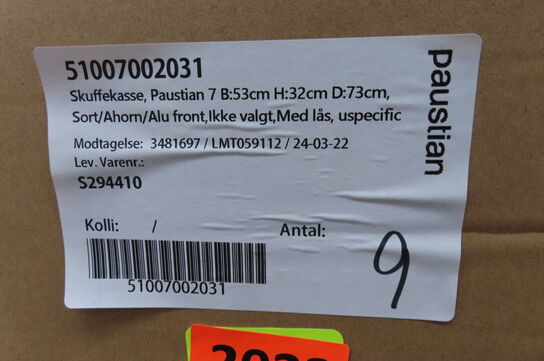 51007002031
Skuffekasse, Paustian 7 B:53cm H:32cm D:73cm,
Sort/Ahorn/Alu front,Ikke valgt,Med lås, uspecific
Modtagelse: 3481697 / LMT059112 / 24-03-22
Lev. Varenr.:
S294410
Kolli: /
Antal: 9
51007002031
paustian